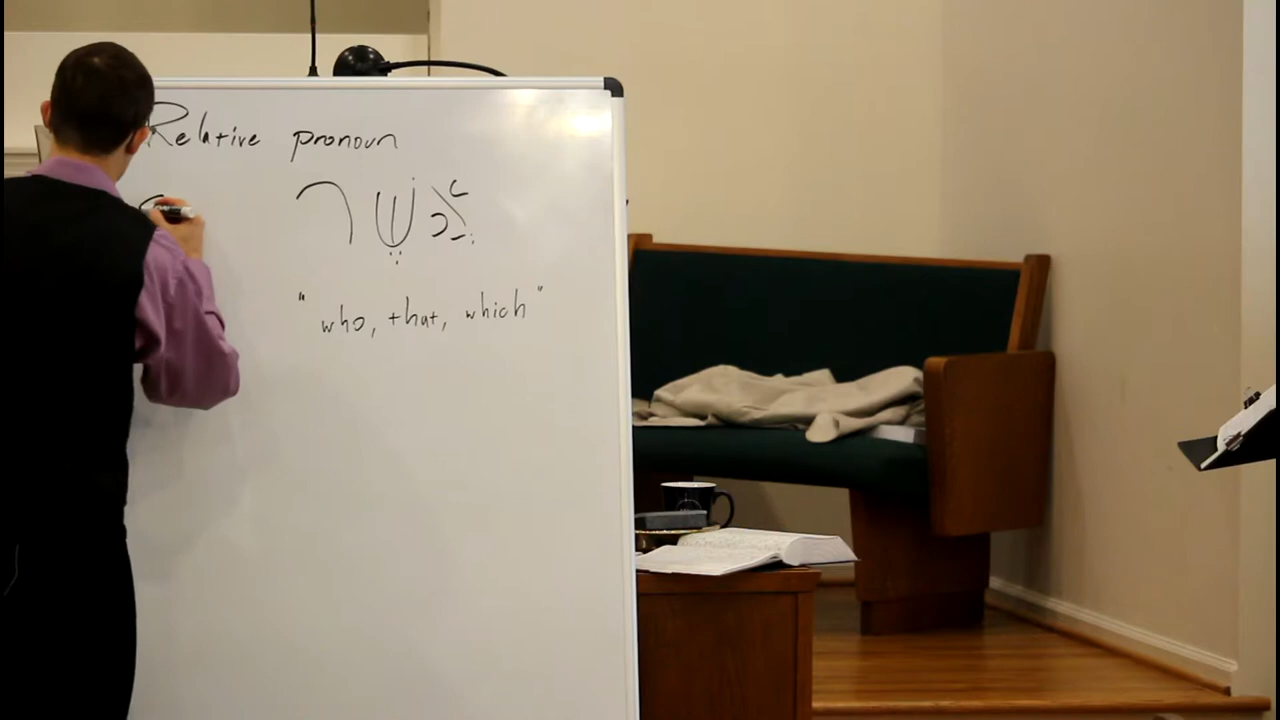 Relative pronoun
אֲשֶׁר
"who, that, which"